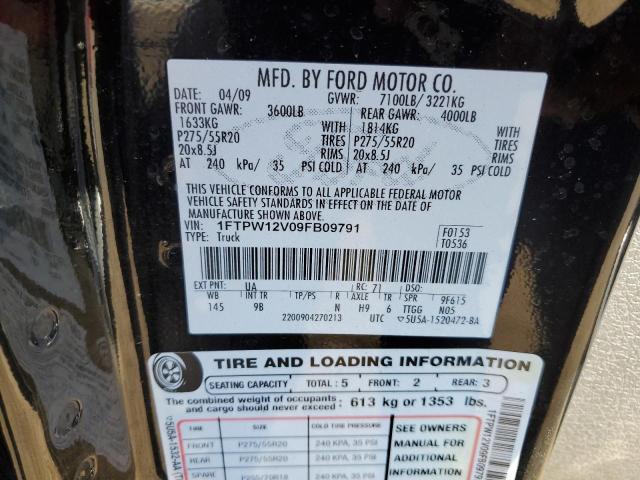 MFD. BY FORD MOTOR CO.
04/09 GVWR: 7100LB/ 3221KG
FRONT GAWR: 3600LB REAR GAWR: 4000LB
1633KG 1814KG
P275/55R20 TIRES P275/55R20 TIRES
20x8.5J RIMS 20x8.5J RIMS
AT 240 kPa/ 35 PSI COLD AT 240 kPa/ 35 PSI COLD
THIS VEHICLE CONFORMS TO ALL APPLICABLE FEDERAL MOTOR
VEHICLE SAFETY STANDARDS IN EFFECT ON THE DATE OF
MANUFACTURE SHOWN ABOVE.
VIN: 1FTPW12V09FB09791 F0153
TYPE: Truck T0536
EXT PNT: UA RC: 71 DSO:
WB INT TR TP/PS R AXLE TR SPR 9F615
145 9B N H9 6 TTGG N05
2200904270213 UTC 5U5A-1520472-BA
TIRE AND LOADING INFORMATION
SEATING CAPACITY TOTAL: 5 FRONT: 2 REAR: 3
The combined weight of occupants
and cargo should never exceed: 613 kg or 1353 lbs.
TIRE SIZE COLD TIRE PRESSURE SEE OWNERS
FRONT P275/55R20 240 KPA, 35 PSI MANUAL FOR
REAR P275/55R20 240 KPA, 35 PSI ADDITIONAL
SPARE INFORMATION